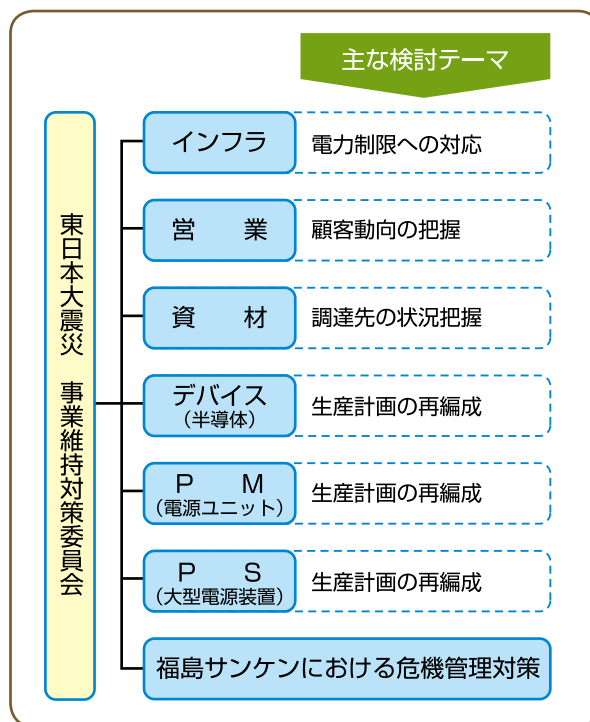 主な検討テーマ
東日本大震災 事業維持対策委員会
インフラ
電力制限への対応
営 業
顧客動向の把握
資 材
調達先の状況把握
デバイス
(半導体)
生産計画の再編成
P M
(電源ユニット)
生産計画の再編成
P S
(大型電源装置)
生産計画の再編成
福島サンケンにおける危機管理対策